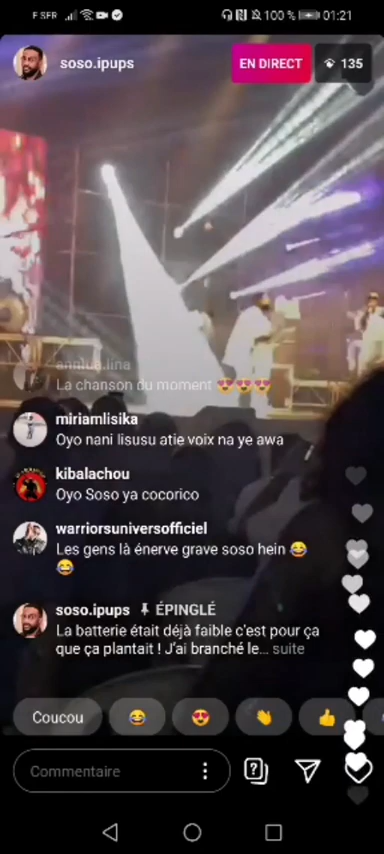 F SFR 100 % 01:21
soso.ipups EN DIRECT 135
annlua.lina
La chanson du moment 😍😍😍
miriamlisika
Oyo nani lisusu atie voix na ye awa
kibalachou
Oyo Soso ya cocorico
warriorsuniversofficiel
Les gens là énerve grave soso hein 😂
😂
soso.ipups ÉPINGLÉ
La batterie était déjà faible c'est pour ça
que ça plantait ! J'ai branché le... suite
Coucou 😂 😍 👏 👍
Commentaire